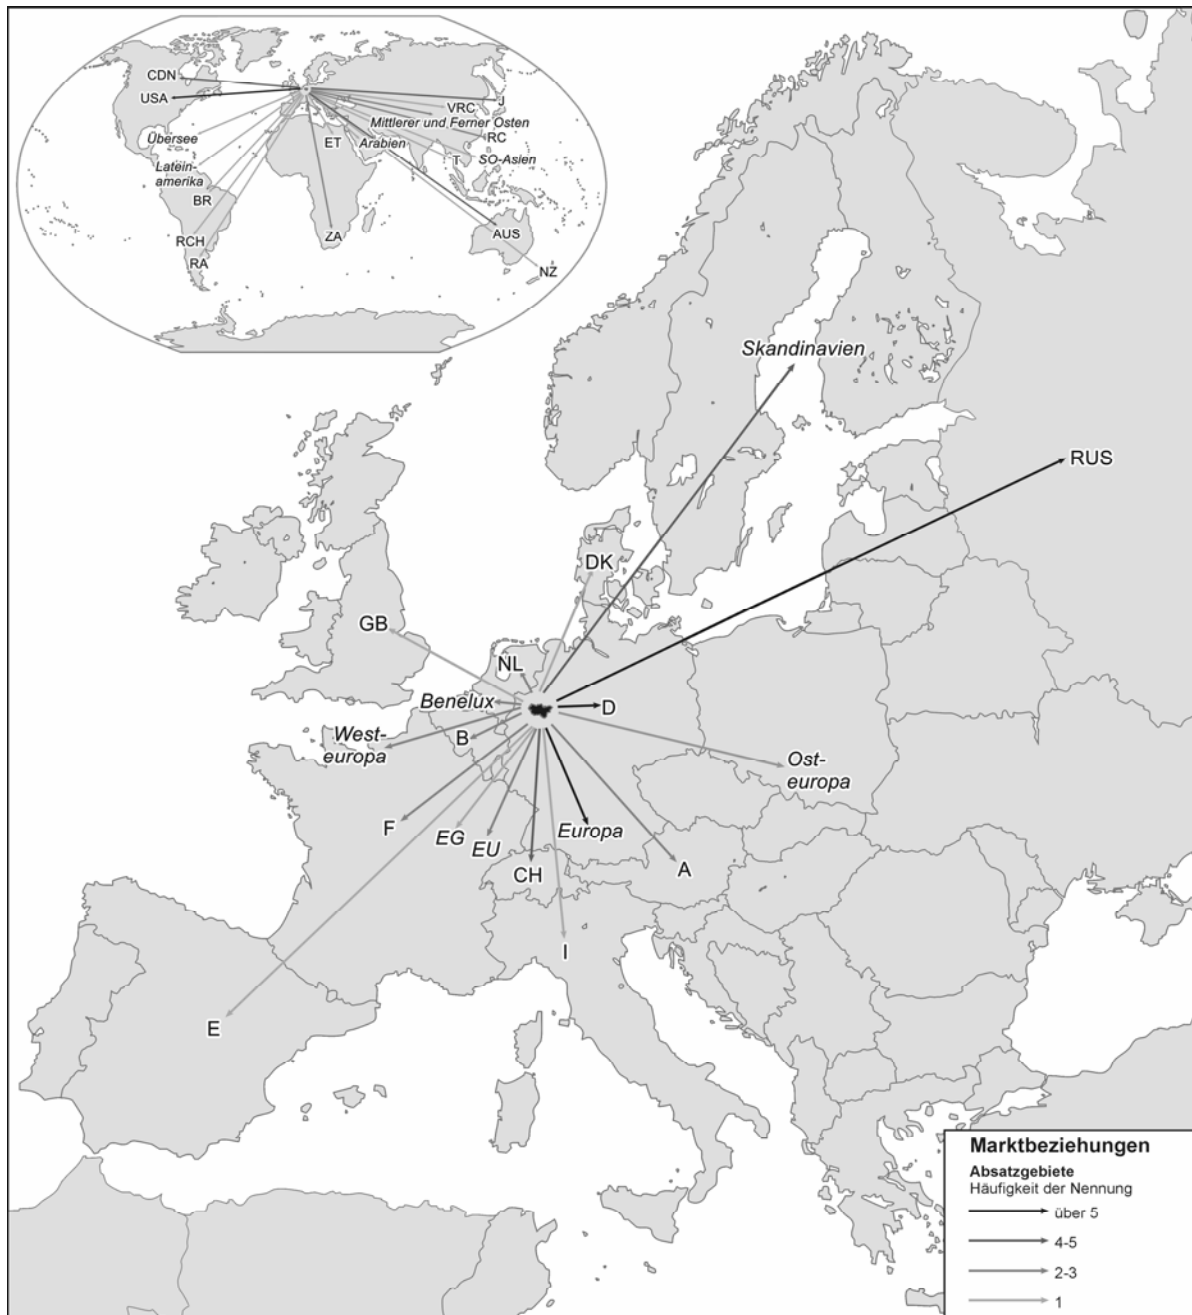 CDN
USA
J
VRC
Mittlerer und Ferner Osten
Übersee
ET
Arabien
RC
T
SO-Asien
Latein-
amerika
BR
RCH
ZA
AUS
RA
NZ
Skandinavien
RUS
DK
GB
NL
Benelux
D
West-
europa
B
Ost-
europa
F
EG
EU
Europa
CH
A
I
E
Marktbeziehungen
Absatzgebiete
Häufigkeit der Nennung
über 5
4-5
2-3
1